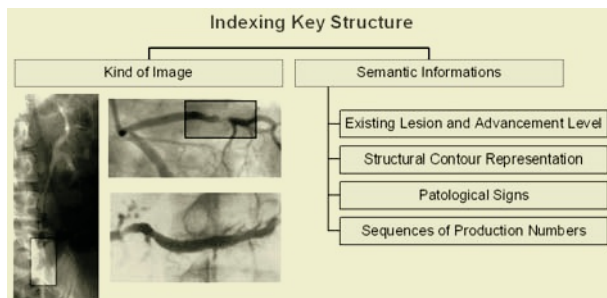 Indexing Key Structure
Kind of Image
Semantic Informations
Existing Lesion and Advancement Level
Structural Contour Representation
Patological Signs
Sequences of Production Numbers